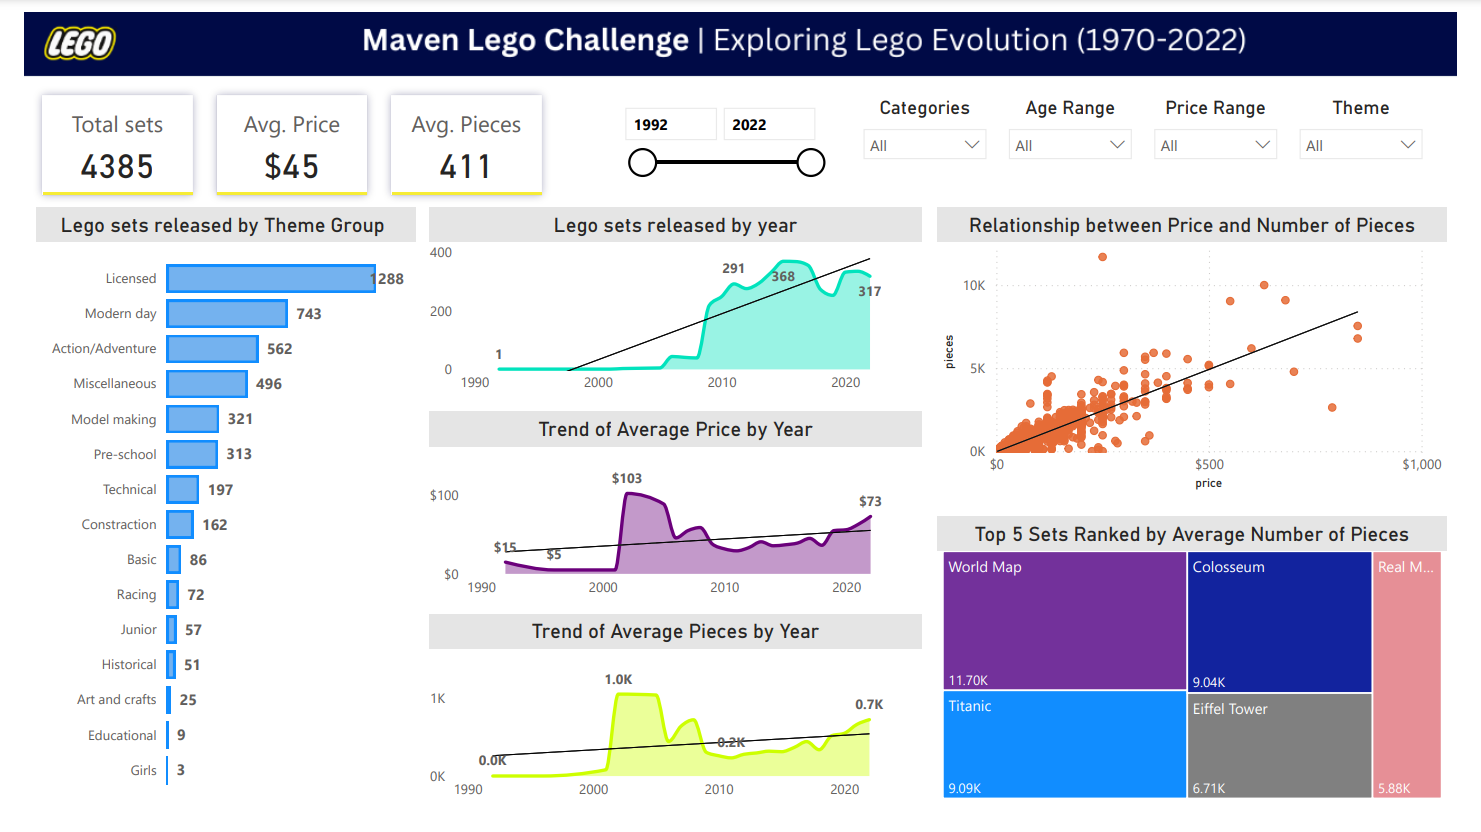 LEGO
Maven Lego Challenge | Exploring Lego Evolution (1970-2022)
Total sets
4385
Avg. Price
$45
Avg. Pieces
411
1992
2022
Categories
All
Age Range
All
Price Range
All
Theme
All
Lego sets released by Theme Group
Licensed 1288
Modern day 743
Action/Adventure 562
Miscellaneous 496
Model making 321
Pre-school 313
Technical 197
Constraction 162
Basic 86
Racing 72
Junior 57
Historical 51
Art and crafts 25
Educational 9
Girls 3
Lego sets released by year
400
200
0
1
291
368
317
1990
2000
2010
2020
Trend of Average Price by Year
$100
$0
$15
$5
$103
$73
1990
2000
2010
2020
Trend of Average Pieces by Year
1K
0K
0.0K
1.0K
0.2K
0.7K
1990
2000
2010
2020
Relationship between Price and Number of Pieces
pieces
10K
5K
0K
$0
$500
$1,000
price
Top 5 Sets Ranked by Average Number of Pieces
World Map
11.70K
Titanic
9.09K
Colosseum
9.04K
Eiffel Tower
6.71K
Real M...
5.88K